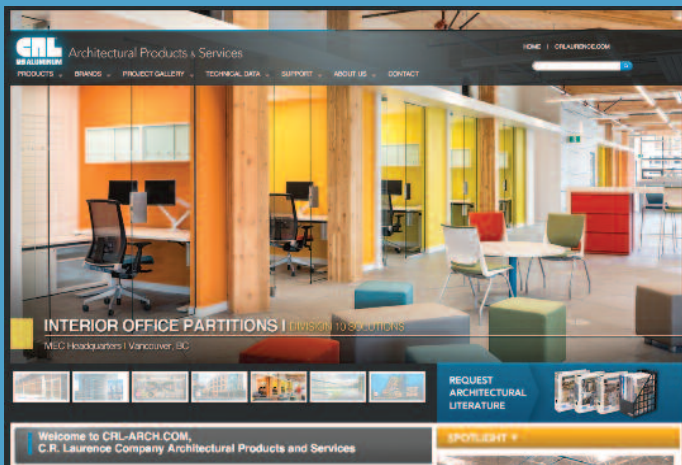 CRL
US ALUMINUM
Architectural Products & Services
HOME | CRLAURENCE.COM
PRODUCTS BRANDS PROJECT GALLERY TECHNICAL DATA SUPPORT ABOUT US CONTACT
INTERIOR OFFICE PARTITIONS | DIVISION 10 SOLUTIONS
MEC Headquarters | Vancouver, BC
REQUEST
ARCHITECTURAL
LITERATURE
Welcome to CRL-ARCH.COM,
C.R. Laurence Company Architectural Products and Services
SPOTLIGHT